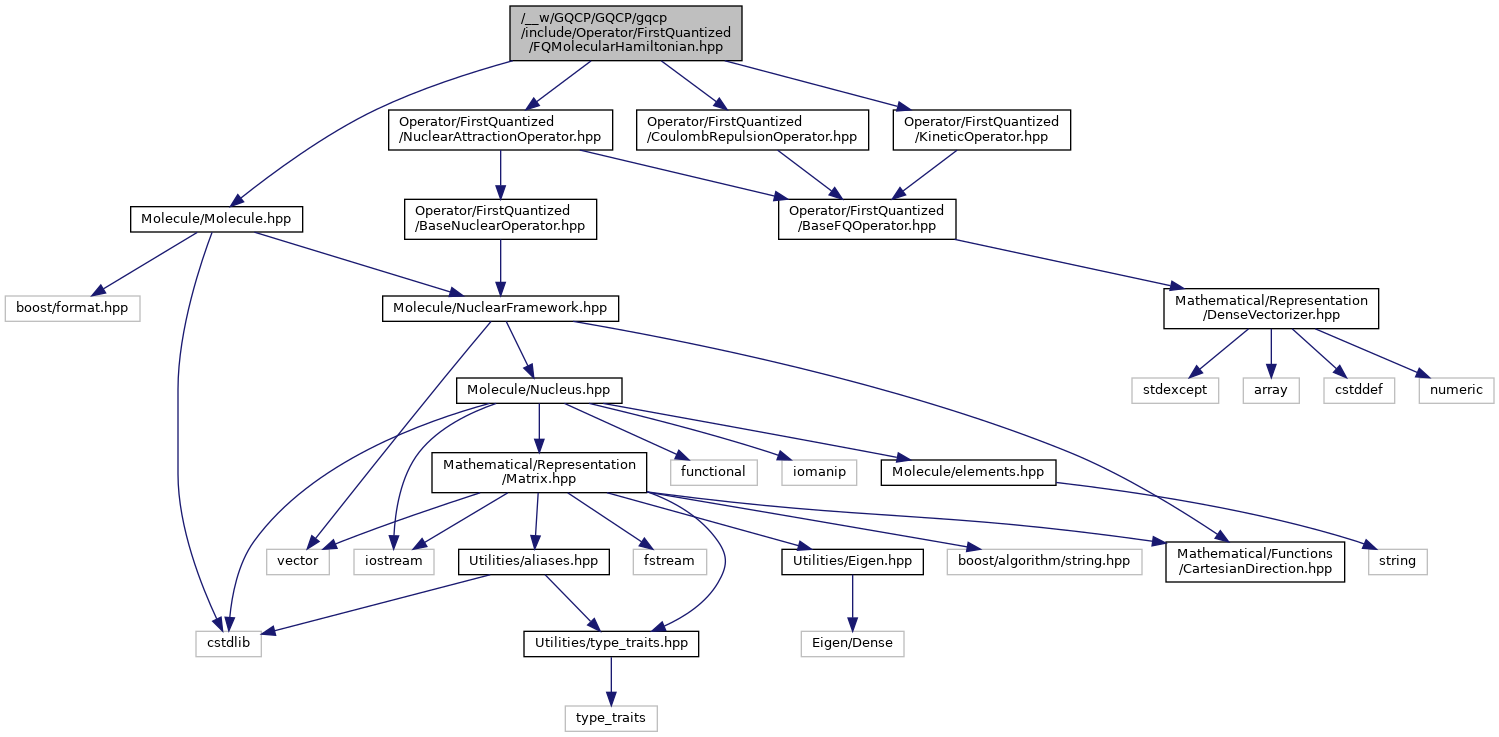 /__w/GQCP/GQCP/gqcp
/include/Operator/FirstQuantized
/FQMolecularHamiltonian.hpp
Operator/FirstQuantized
/NuclearAttractionOperator.hpp
Operator/FirstQuantized
/CoulombRepulsionOperator.hpp
Operator/FirstQuantized
/KineticOperator.hpp
Molecule/Molecule.hpp
Operator/FirstQuantized
/BaseNuclearOperator.hpp
Operator/FirstQuantized
/BaseFQOperator.hpp
boost/format.hpp
Molecule/NuclearFramework.hpp
Mathematical/Representation
/DenseVectorizer.hpp
Molecule/Nucleus.hpp
stdexcept
array
cstddef
numeric
Mathematical/Representation
/Matrix.hpp
functional
iomanip
Molecule/elements.hpp
vector
iostream
Utilities/aliases.hpp
fstream
Utilities/Eigen.hpp
boost/algorithm/string.hpp
Mathematical/Functions
/CartesianDirection.hpp
string
cstdlib
Utilities/type_traits.hpp
Eigen/Dense
type_traits